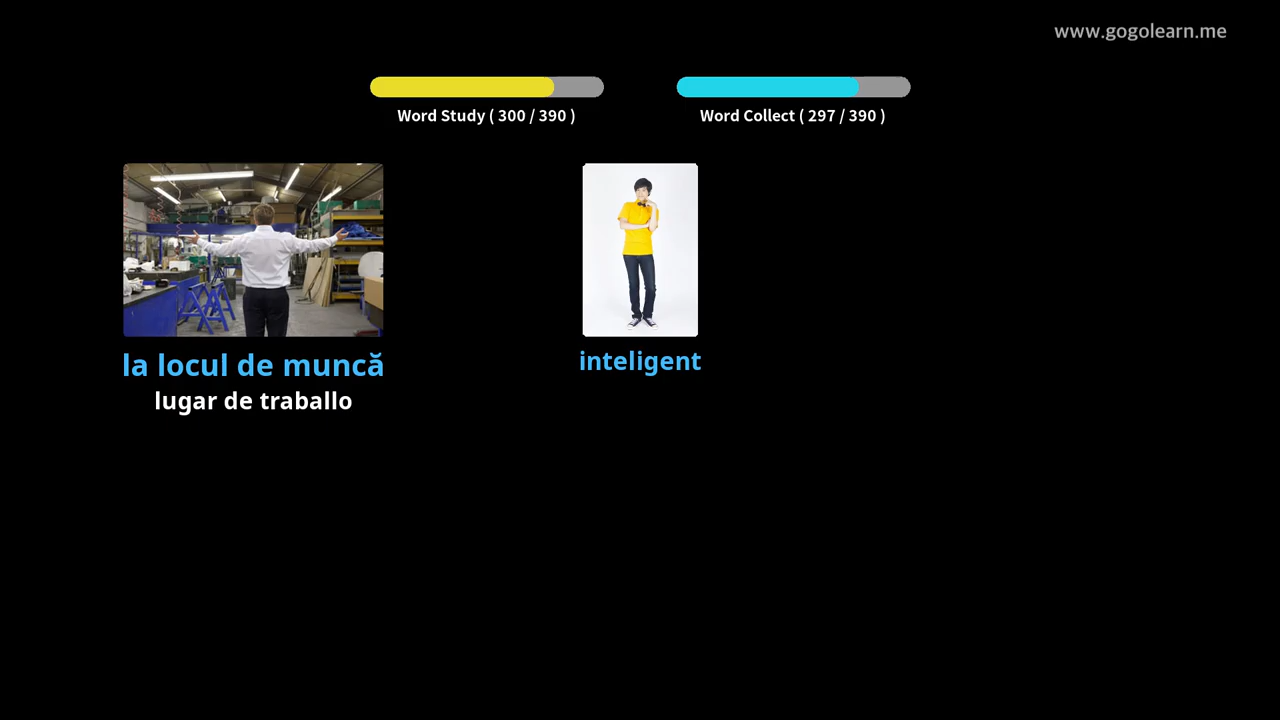 www.gogolearn.me
Word Study ( 300 / 390 )
Word Collect ( 297 / 390 )
la locul de muncă
lugar de traballo
inteligent